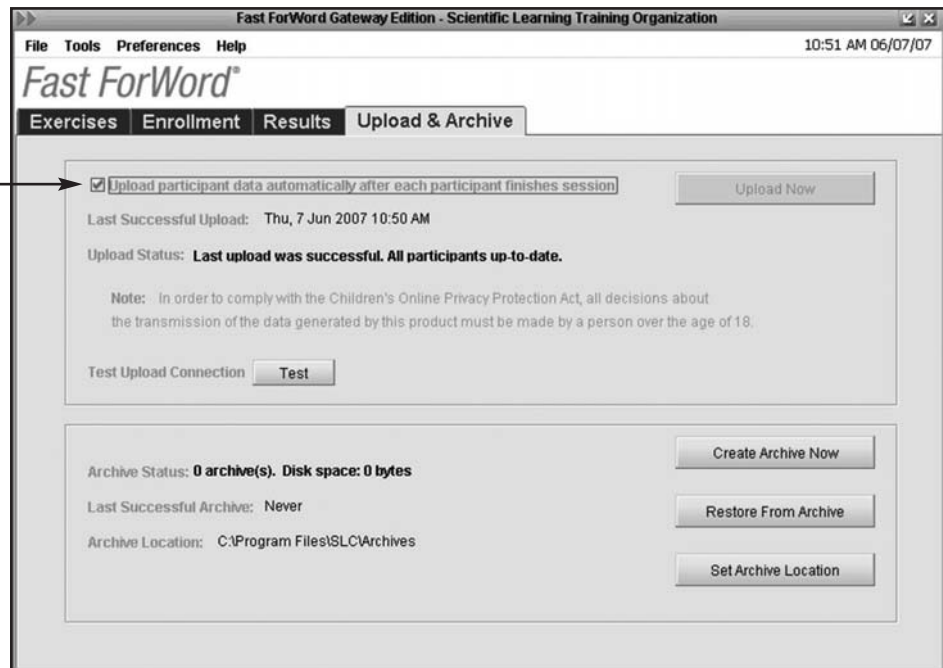 Fast ForWord Gateway Edition - Scientific Learning Training Organization
File Tools Preferences Help 10:51 AM 06/07/07
Fast ForWord®
Exercises Enrollment Results Upload & Archive
Upload participant data automatically after each participant finishes session Upload Now
Last Successful Upload: Thu, 7 Jun 2007 10:50 AM
Upload Status: Last upload was successful. All participants up-to-date.
Note: In order to comply with the Children's Online Privacy Protection Act, all decisions about
the transmission of the data generated by this product must be made by a person over the age of 18.
Test Upload Connection Test
Create Archive Now
Archive Status: 0 archive(s). Disk space: 0 bytes
Last Successful Archive: Never
Restore From Archive
Archive Location: C:\Program Files\SLC\Archives
Set Archive Location